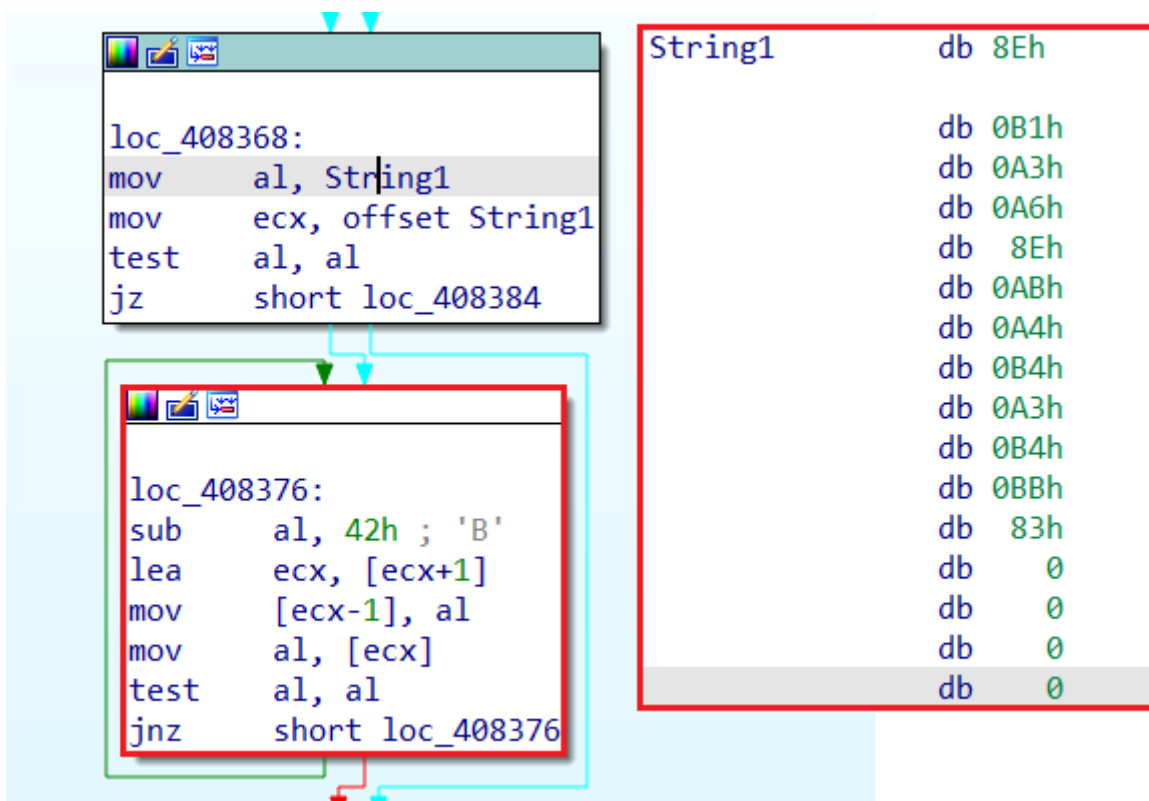 loc_408368:
mov al, String1
mov ecx, offset String1
test al, al
jz short loc_408384
loc_408376:
sub al, 42h ; 'B'
lea ecx, [ecx+1]
mov [ecx-1], al
mov al, [ecx]
test al, al
jnz short loc_408376
String1 db 8Eh
db 0B1h
db 0A3h
db 0A6h
db 8Eh
db 0ABh
db 0A4h
db 0B4h
db 0A3h
db 0B4h
db 0BBh
db 83h
db 0
db 0
db 0
db 0